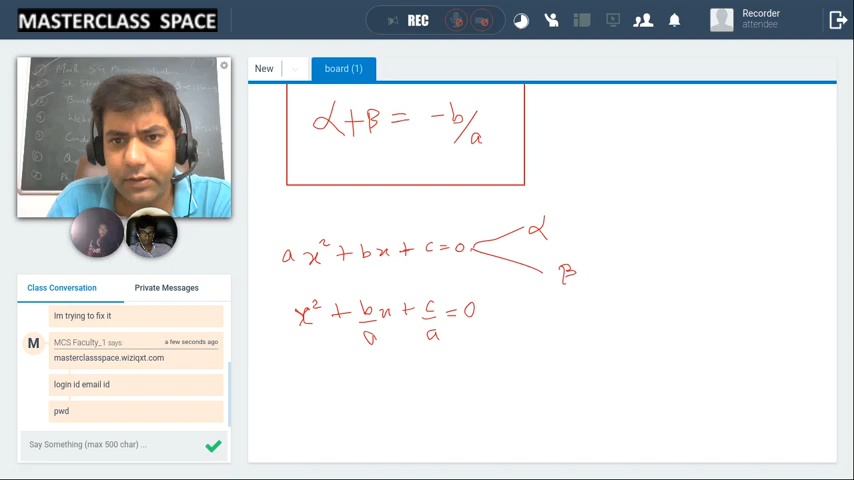 MASTERCLASS SPACE
REC
Recorder
attendee
New
board (1)
α+β = -b/a
ax² + bx + c = 0
α
β
x² + b/a x + c/a = 0
Class Conversation
Private Messages
Im trying to fix it
M
MCS Faculty_1 says:
a few seconds ago
masterclassspace.wiziqxt.com
login id email id
pwd
Say Something (max 500 char) ...